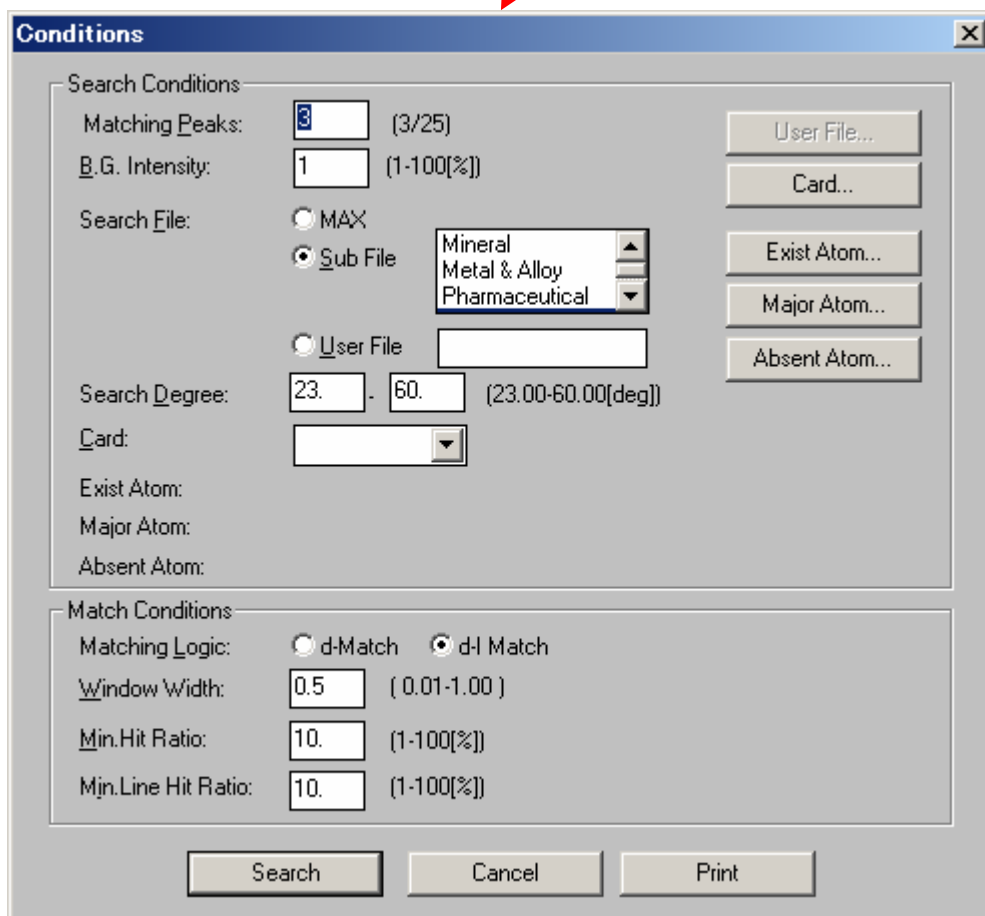 Conditions
Search Conditions
Matching Peaks: 3 (3/25)
User File...
B.G. Intensity: 1 (1-100[%])
Card...
Search File: MAX
Sub File
Mineral
Metal & Alloy
Pharmaceutical
Exist Atom...
Major Atom...
User File
Absent Atom...
Search Degree: 23. - 60. (23.00-60.00[deg])
Card:
Exist Atom:
Major Atom:
Absent Atom:
Match Conditions
Matching Logic: d-Match d-I Match
Window Width: 0.5 ( 0.01-1.00 )
Min.Hit Ratio: 10. (1-100[%])
Min.Line Hit Ratio: 10. (1-100[%])
Search Cancel Print